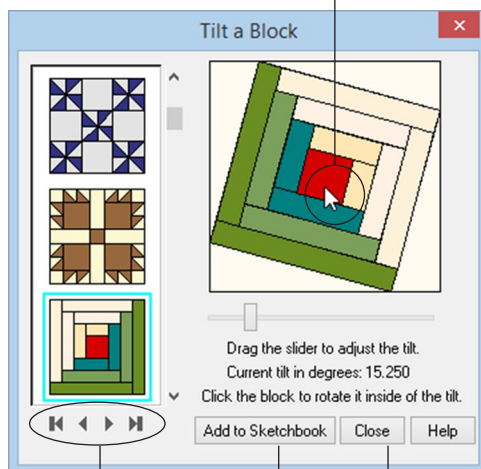 Tilt a Block
Drag the slider to adjust the tilt.
Current tilt in degrees: 15.250
Click the block to rotate it inside of the tilt.
Add to Sketchbook
Close
Help